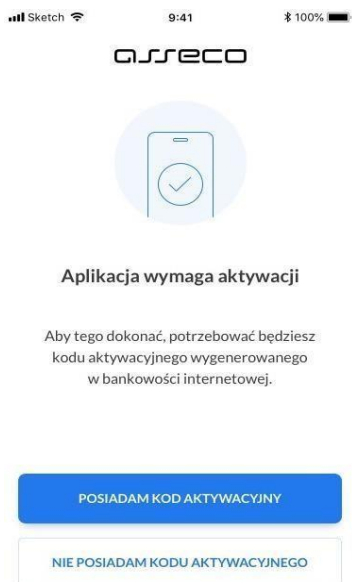 Sketch 9:41 100%
asseco
Aplikacja wymaga aktywacji
Aby tego dokonać, potrzebować będziesz
kodu aktywacyjnego wygenerowanego
w bankowości internetowej.
POSIADAM KOD AKTYWACYJNY
NIE POSIADAM KODU AKTYWACYJNEGO